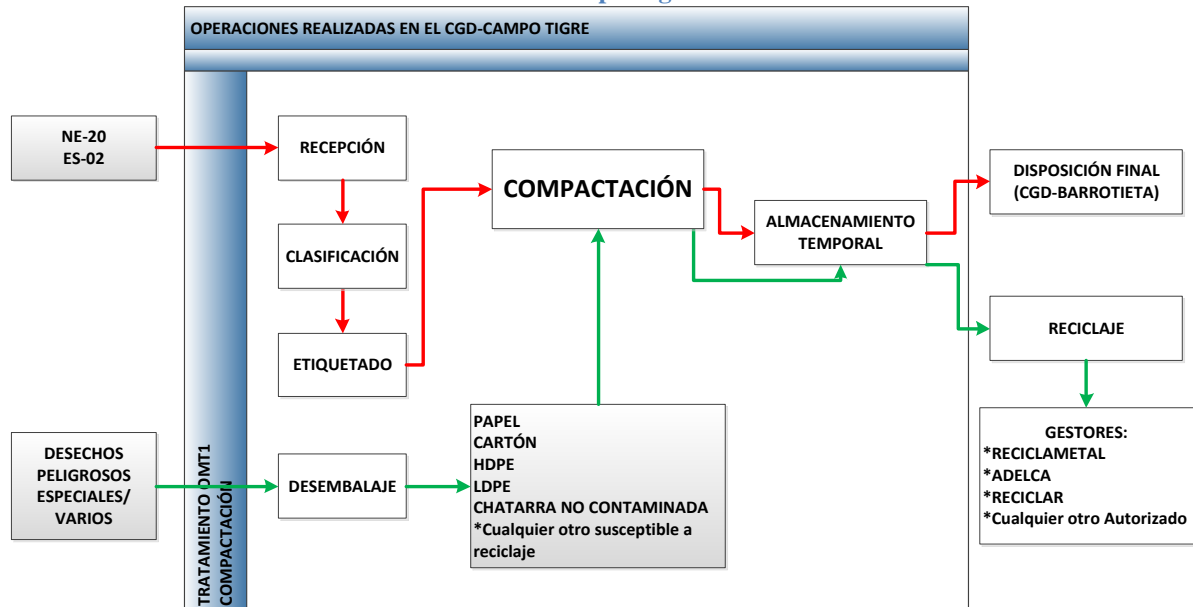 OPERACIONES REALIZADAS EN EL CGD-CAMPO TIGRE
NE-20
ES-02
RECEPCIÓN
CLASIFICACIÓN
ETIQUETADO
COMPACTACIÓN
ALMACENAMIENTO
TEMPORAL
DISPOSICIÓN FINAL
(CGD-BARROTIETA)
RECICLAJE
GESTORES:
*RECICLAMETAL
*ADELCA
*RECICLAR
*Cualquier otro Autorizado
DESECHOS
PELIGROSOS
ESPECIALES/
VARIOS
TRATAMIENTO OMT1
COMPACTACIÓN
DESEMBALAJE
PAPEL
CARTÓN
HDPE
LDPE
CHATARRA NO CONTAMINADA
*Cualquier otro susceptible a
reciclaje